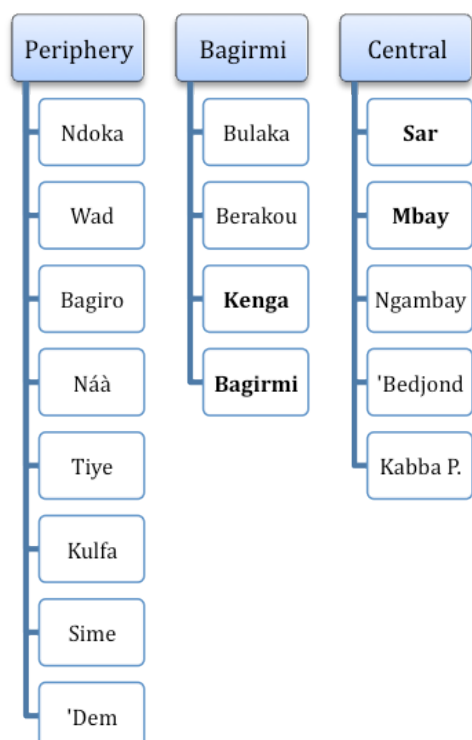 Periphery
Ndoka
Wad
Bagiro
Náà
Tiye
Kulfa
Sime
'Dem
Bagirmi
Bulaka
Berakou
Kenga
Bagirmi
Central
Sar
Mbay
Ngambay
'Bedjond
Kabba P.